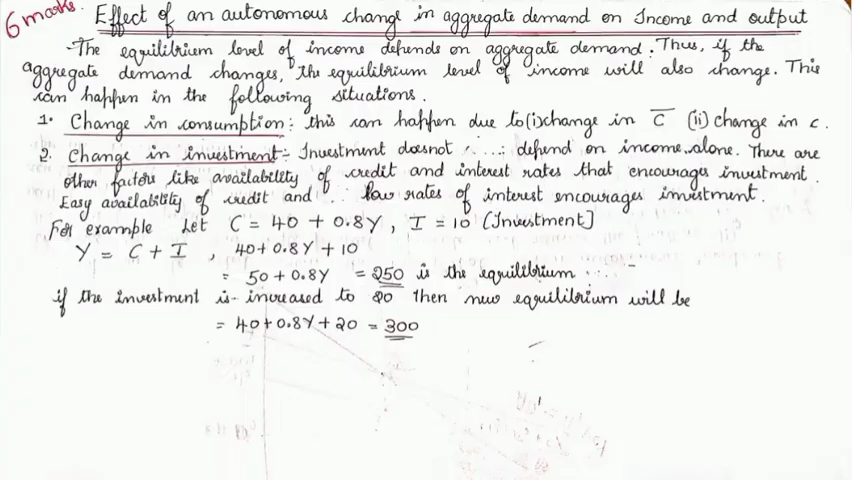 6 marks.
Effect of an autonomous change in aggregate demand on Income and output
- The equilibrium level of income depends on aggregate demand. Thus, if the
aggregate demand changes, the equilibrium level of income will also change. This
can happen in the following situations.
1. Change in consumption: this can happen due to (i) change in C̅ (ii) change in c.
2. Change in investment:- Investment doesnot ..... depend on income alone. There are
other factors like availability of credit and interest rates that encourages investment.
Easy availability of credit and .. low rates of interest encourages investment.
For example Let C = 40 + 0.8Y, I = 10 (Investment)
Y = C + I , 40 + 0.8Y + 10
= 50 + 0.8Y = 250 is the equilibrium ....
if the investment is increased to 20 then new equilibrium will be
= 40 + 0.8Y + 20 = 300